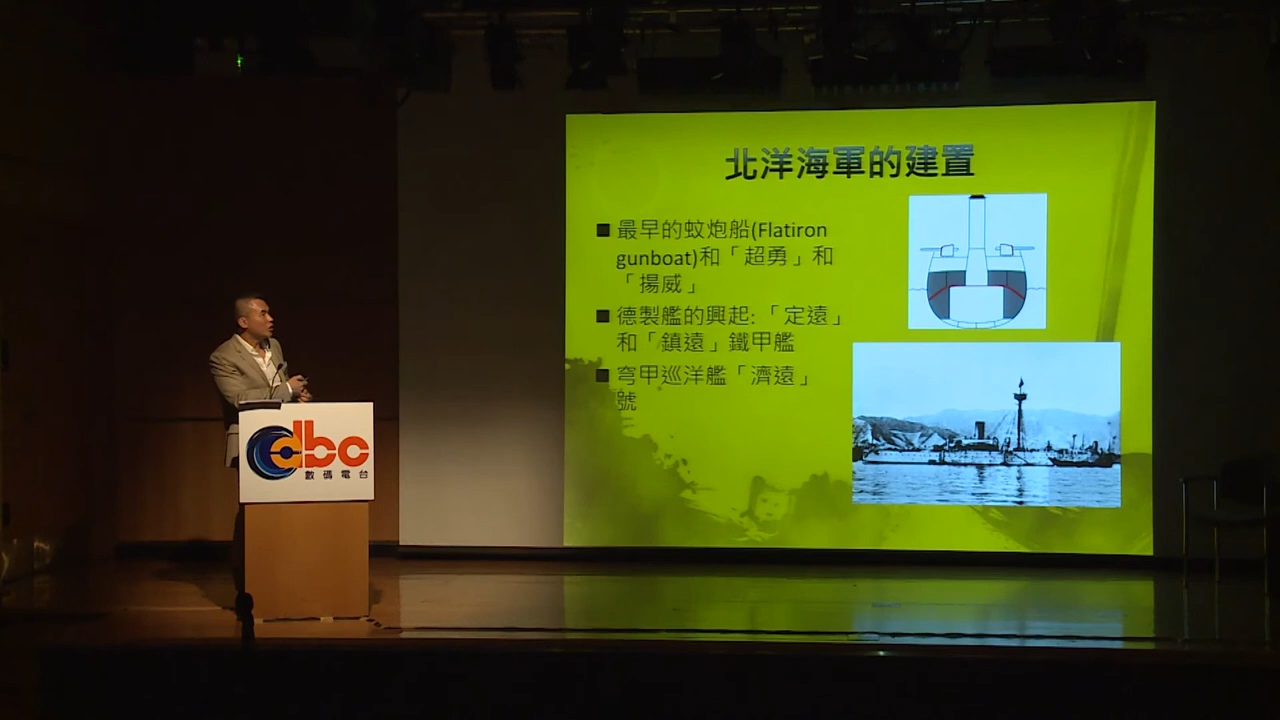 北洋海軍的建置
■ 最早的蚊炮船(Flatiron
gunboat)和「超勇」和
「揚威」
■ 德製艦的興起:「定遠」
和「鎮遠」鐵甲艦
■ 穹甲巡洋艦「濟遠」
號
dbc
數碼電台